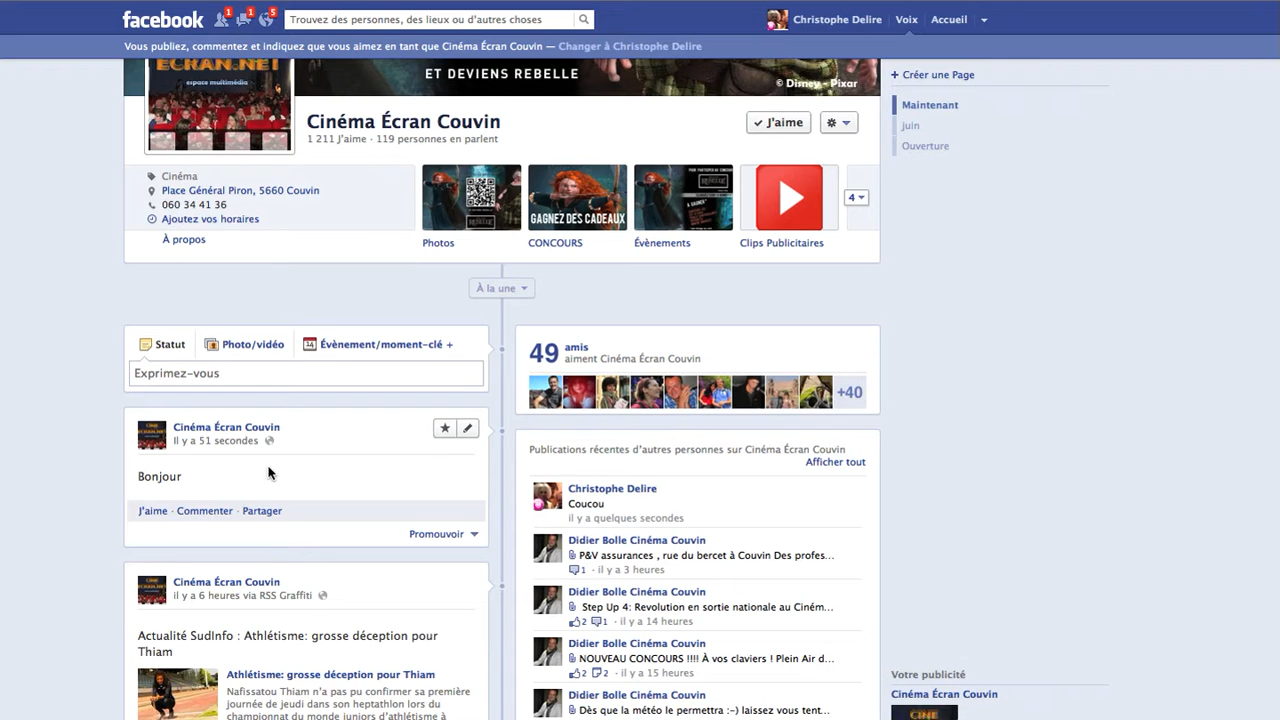 facebook
1
1
5
Trouvez des personnes, des lieux ou d'autres choses
Christophe Delire
Voix
Accueil
Vous publiez, commentez et indiquez que vous aimez en tant que Cinéma Écran Couvin — Changer à Christophe Delire
ECRAN.NET
espace multimédia
ET DEVIENS REBELLE
© Disney - Pixar
Cinéma Écran Couvin
1 211 J'aime · 119 personnes en parlent
✓ J'aime
Cinéma
Place Général Piron, 5660 Couvin
060 34 41 36
Ajoutez vos horaires
À propos
GAGNEZ DES CADEAUX
Photos
CONCOURS
Évènements
Clips Publicitaires
4
+ Créer une Page
Maintenant
Juin
Ouverture
À la une
Statut
Photo/vidéo
Évènement/moment-clé +
Exprimez-vous
Cinéma Écran Couvin
Il y a 51 secondes
Bonjour
J'aime · Commenter · Partager
Promouvoir
Cinéma Écran Couvin
il y a 6 heures via RSS Graffiti
Actualité SudInfo : Athlétisme: grosse déception pour
Thiam
Athlétisme: grosse déception pour Thiam
Nafissatou Thiam n'a pas pu confirmer sa première
journée de jeudi dans son heptathlon lors du
championnat du monde juniors d'athlétisme à
49 amis
aiment Cinéma Écran Couvin
+40
Publications récentes d'autres personnes sur Cinéma Écran Couvin
Afficher tout
Christophe Delire
Coucou
il y a quelques secondes
Didier Bolle Cinéma Couvin
P&V assurances , rue du bercet à Couvin Des profes...
1 · il y a 3 heures
Didier Bolle Cinéma Couvin
Step Up 4: Revolution en sortie nationale au Ciném...
2 1 · il y a 14 heures
Didier Bolle Cinéma Couvin
NOUVEAU CONCOURS !!!! À vos claviers ! Plein Air d...
2 2 · il y a 15 heures
Didier Bolle Cinéma Couvin
Dès que la météo le permettra :-) laissez vous tent...
Votre publicité
Cinéma Écran Couvin